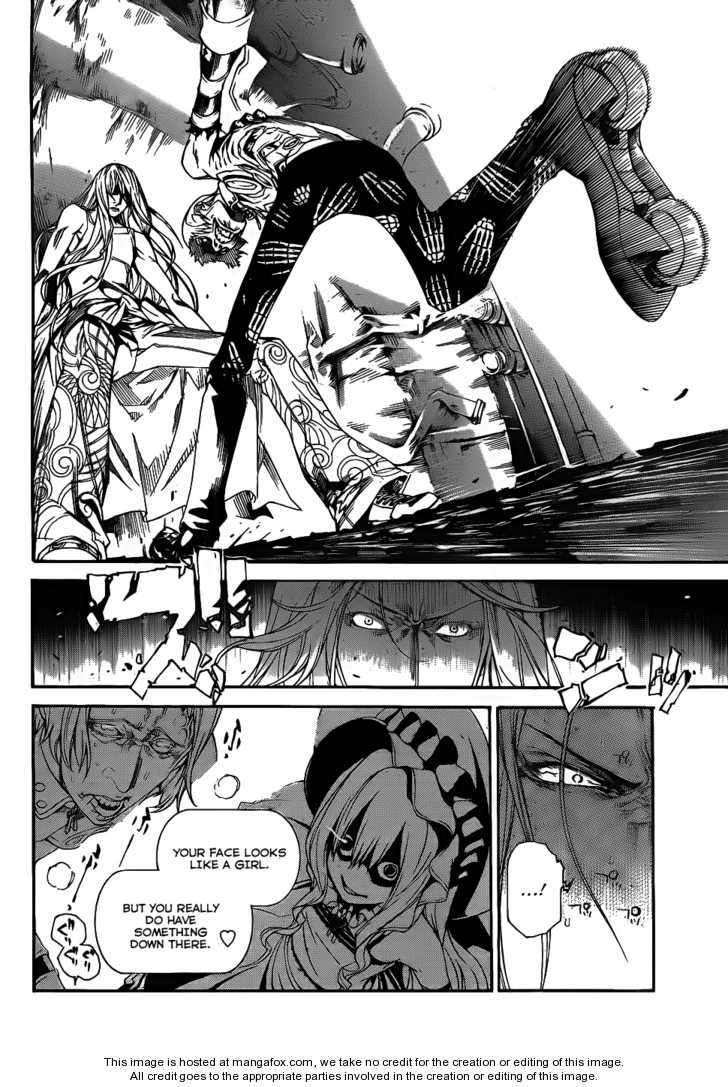 ...!
YOUR FACE LOOKS
LIKE A GIRL.
BUT YOU REALLY
DO HAVE
SOMETHING
DOWN THERE. ♡
This image is hosted at mangafox.com, we take no credit for the creation or editing of this image.
All credit goes to the appropriate parties involved in the creation or editing of this image.